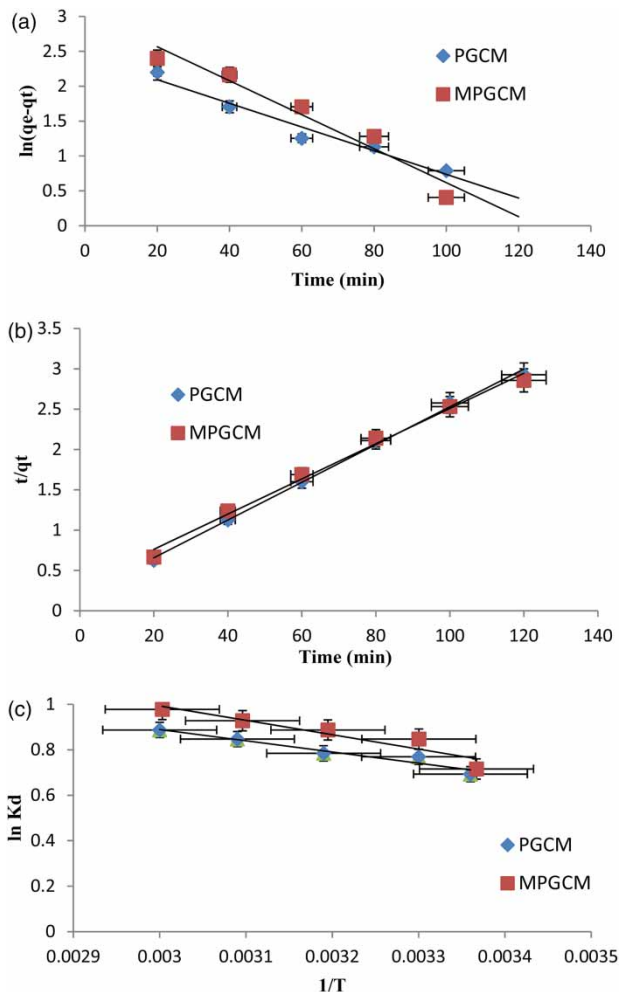 (a)
3
2.5
2
1.5
1
0.5
0
ln(qe-qt)
PGCM
MPGCM
0 20 40 60 80 100 120 140
Time (min)
(b)
3.5
3
2.5
2
1.5
1
0.5
0
t/qt
PGCM
MPGCM
0 20 40 60 80 100 120 140
Time (min)
(c)
1
0.8
0.6
0.4
0.2
0
ln Kd
PGCM
MPGCM
0.0029 0.003 0.0031 0.0032 0.0033 0.0034 0.0035
1/T